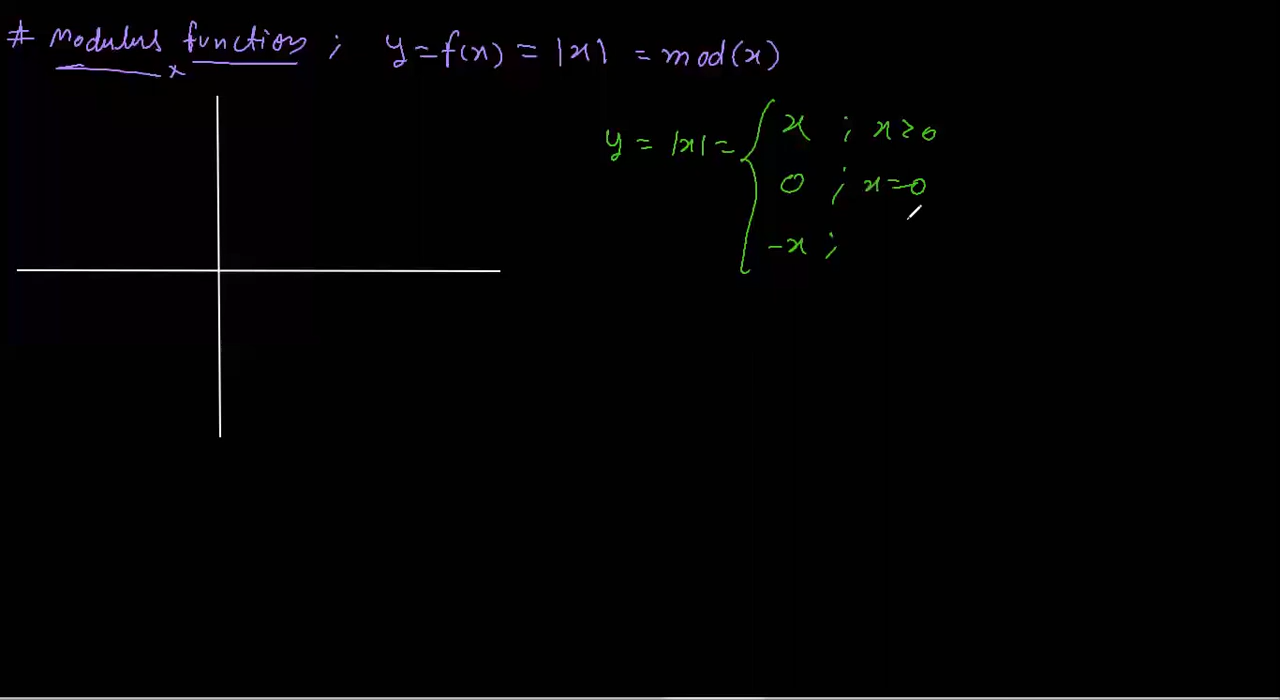 # Modulus function ; y = f(x) = |x| = mod(x)
y = |x| = { x ; x > 0
0 ; x = 0
-x ;